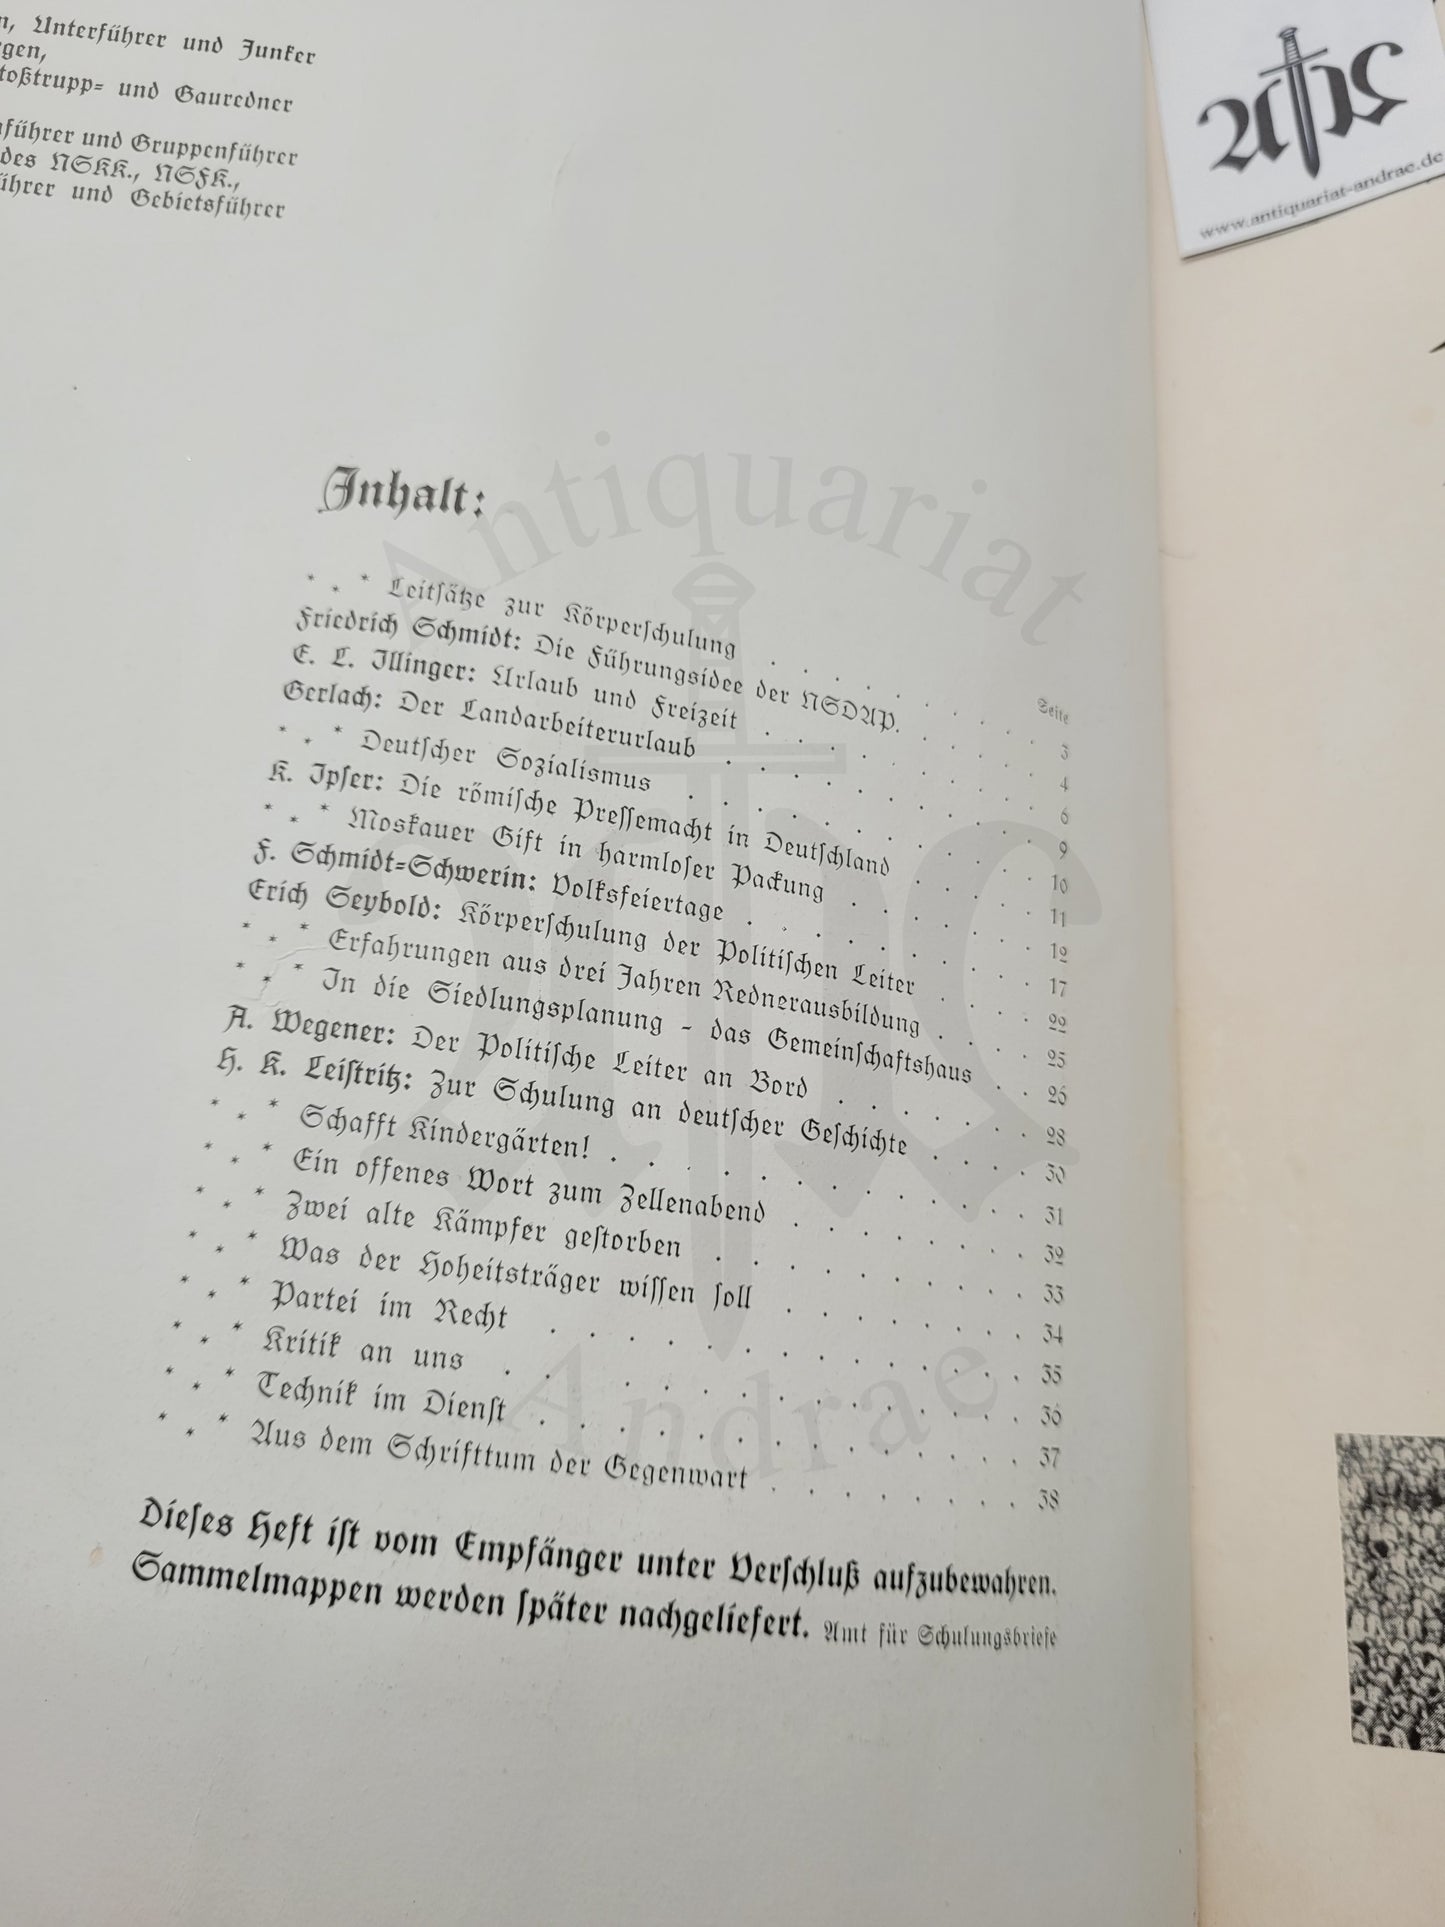 Unterführer und Junker
und Gauredner
führer und Gruppenführer
des NSKK., NSFK.,
führer und Gebietsführer
www.antiquariat-andrae.de
Inhalt:
Seite
* * * Leitsätze zur Körperschulung . . . . . . . 3
Friedrich Schmidt: Die Führungsidee der NSDAP. . . . . . 4
E. L. Illinger: Urlaub und Freizeit . . . . . . . . 6
Gerlach: Der Landarbeiterurlaub . . . . . . . . . 9
* * * Deutscher Sozialismus . . . . . . . . . . 10
K. Ipser: Die römische Pressemacht in Deutschland . . . . 11
* * * Moskauer Gift in harmloser Packung . . . . . . 12
F. Schmidt-Schwerin: Volksfeiertage . . . . . . . . 17
Erich Seybold: Körperschulung der Politischen Leiter . . . 22
* * * Erfahrungen aus drei Jahren Rednerausbildung . . . . 25
* * * In die Siedlungsplanung - das Gemeinschaftshaus . . 26
A. Wegener: Der Politische Leiter an Bord . . . . . . 28
H. K. Leistritz: Zur Schulung an deutscher Geschichte . . . . 30
* * * Schafft Kindergärten! . . . . . . . . . . . 31
* * * Ein offenes Wort zum Zellenabend . . . . . . . 32
* * * Zwei alte Kämpfer gestorben . . . . . . . . . 33
* * * Was der Hoheitsträger wissen soll . . . . . . . 34
* * * Partei im Recht . . . . . . . . . . . . 35
* * * Kritik an uns . . . . . . . . . . . . . 36
* * * Technik im Dienst . . . . . . . . . . . . 37
* * * Aus dem Schrifttum der Gegenwart . . . . . . . 38
Dieses Heft ist vom Empfänger unter Verschluß aufzubewahren.
Sammelmappen werden später nachgeliefert. Amt für Schulungsbriefe
Antiquariat
Andrae